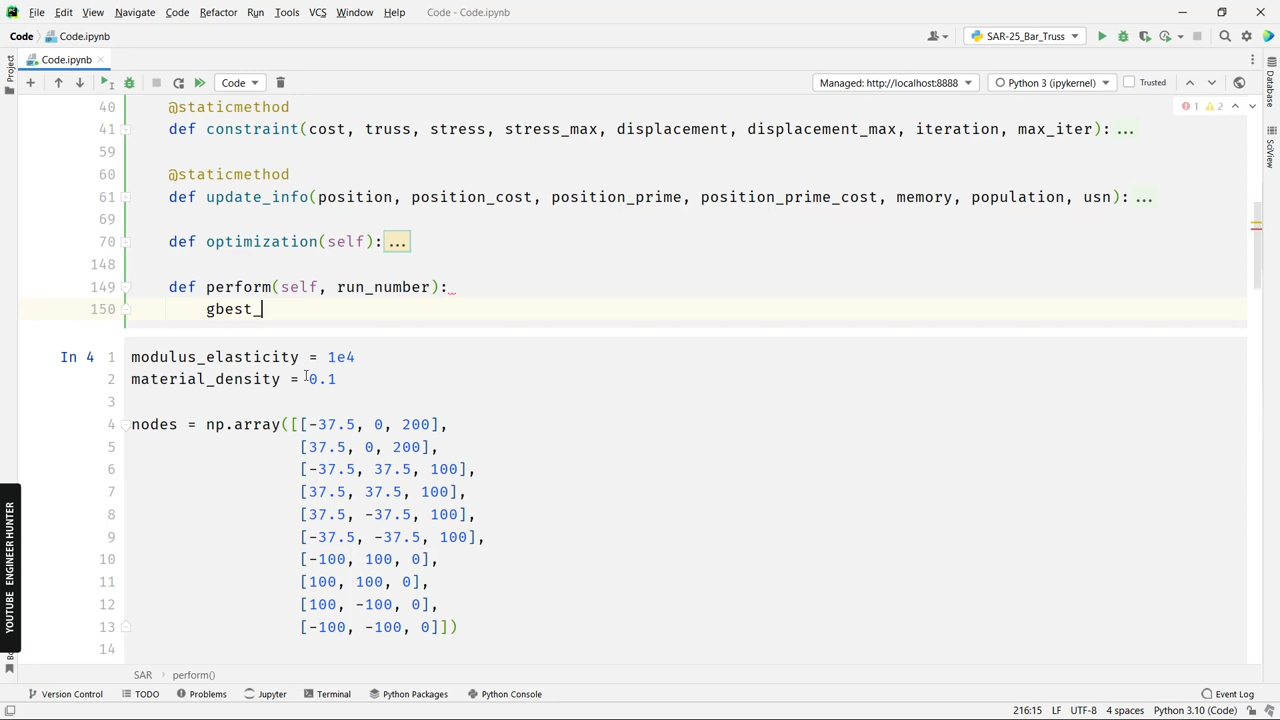 File Edit View Navigate Code Refactor Run Tools VCS Window Help Code - Code.ipynb
Code Code.ipynb SAR-25_Bar_Truss
Code.ipynb
Code Managed: http://localhost:8888 Python 3 (ipykernel) Trusted
Project
Database
SciView
1 2
40 @staticmethod
41 def constraint(cost, truss, stress, stress_max, displacement, displacement_max, iteration, max_iter):...
59
60 @staticmethod
61 def update_info(position, position_cost, position_prime, position_prime_cost, memory, population, usn):...
69
70 def optimization(self):...
148
149 def perform(self, run_number):
150 gbest_
In 4 1 modulus_elasticity = 1e4
2 material_density = 0.1
3
4 nodes = np.array([[-37.5, 0, 200],
5 [37.5, 0, 200],
6 [-37.5, 37.5, 100],
7 [37.5, 37.5, 100],
8 [37.5, -37.5, 100],
9 [-37.5, -37.5, 100],
10 [-100, 100, 0],
11 [100, 100, 0],
12 [100, -100, 0],
13 [-100, -100, 0]])
14
YOUTUBE ENGINEER HUNTER
SAR perform()
Version Control TODO Problems Jupyter Terminal Python Packages Python Console Event Log
216:15 LF UTF-8 4 spaces Python 3.10 (Code)